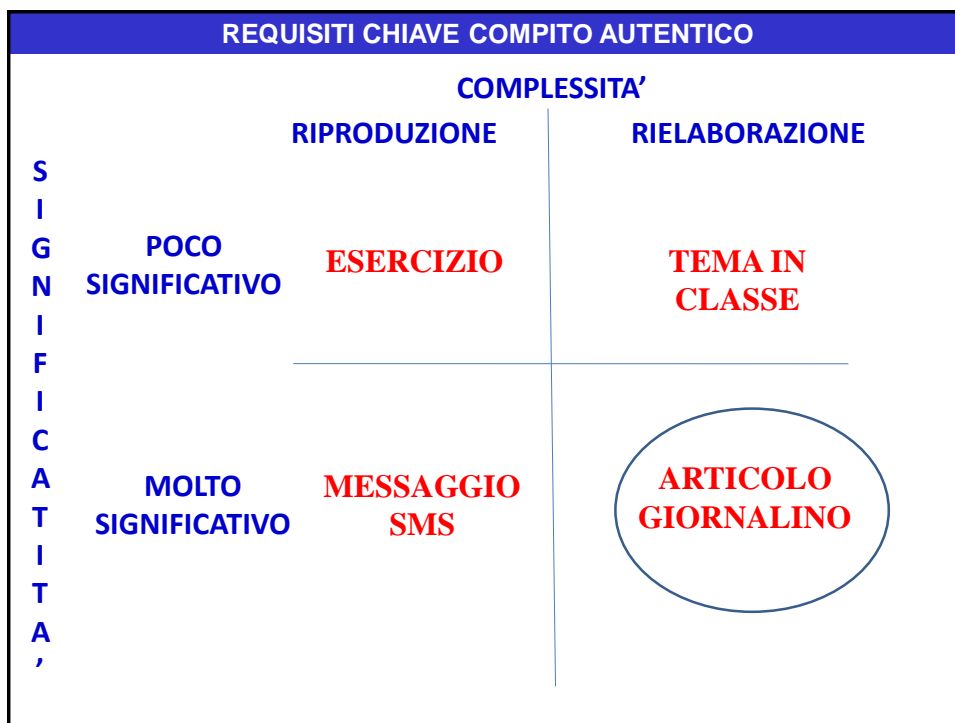 REQUISITI CHIAVE COMPITO AUTENTICO
COMPLESSITA’
RIPRODUZIONE
RIELABORAZIONE
SIGNIFICATITA’
POCO
SIGNIFICATIVO
ESERCIZIO
TEMA IN
CLASSE
MOLTO
SIGNIFICATIVO
MESSAGGIO
SMS
ARTICOLO
GIORNALINO